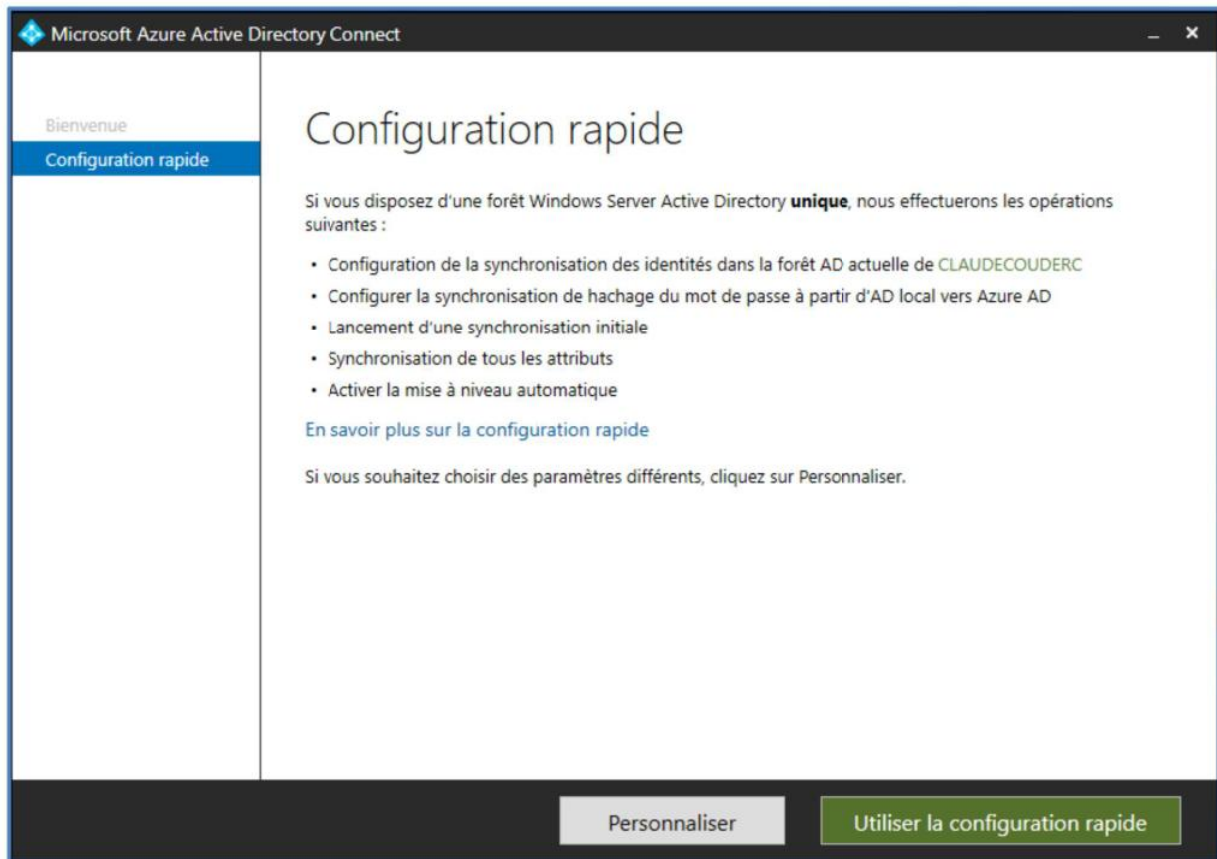 Microsoft Azure Active Directory Connect
Bienvenue
Configuration rapide
Configuration rapide
Si vous disposez d'une forêt Windows Server Active Directory unique, nous effectuerons les opérations
suivantes :
• Configuration de la synchronisation des identités dans la forêt AD actuelle de CLAUDECOUDERC
• Configurer la synchronisation de hachage du mot de passe à partir d'AD local vers Azure AD
• Lancement d'une synchronisation initiale
• Synchronisation de tous les attributs
• Activer la mise à niveau automatique
En savoir plus sur la configuration rapide
Si vous souhaitez choisir des paramètres différents, cliquez sur Personnaliser.
Personnaliser
Utiliser la configuration rapide